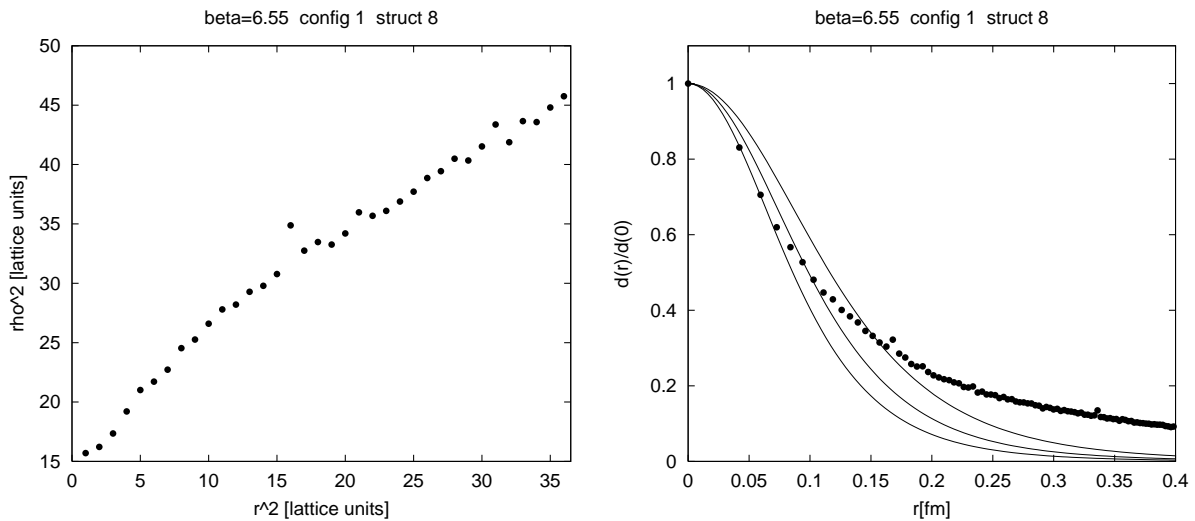 beta=6.55 config 1 struct 8
50
45
40
35
30
25
20
15
0 5 10 15 20 25 30 35
rho^2 [lattice units]
r^2 [lattice units]
beta=6.55 config 1 struct 8
1
0.8
0.6
0.4
0.2
0
0 0.05 0.1 0.15 0.2 0.25 0.3 0.35 0.4
d(r)/d(0)
r[fm]